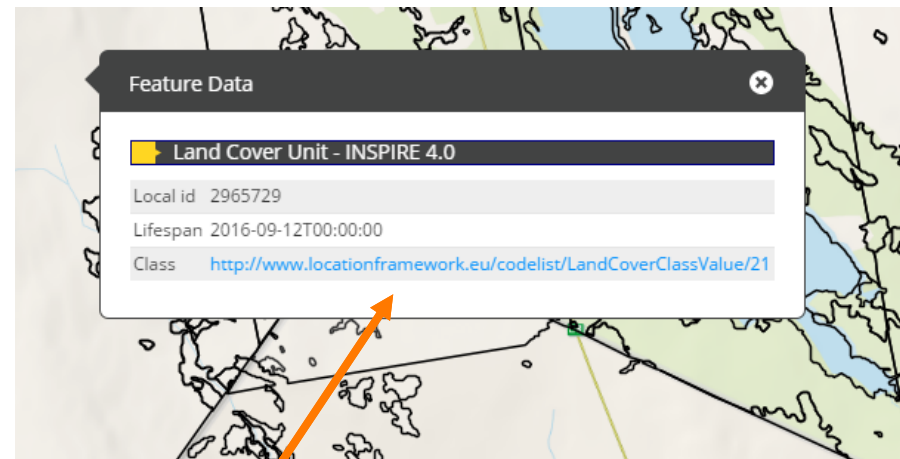 Feature Data
Land Cover Unit - INSPIRE 4.0
Local id 2965729
Lifespan 2016-09-12T00:00:00
Class http://www.locationframework.eu/codelist/LandCoverClassValue/21